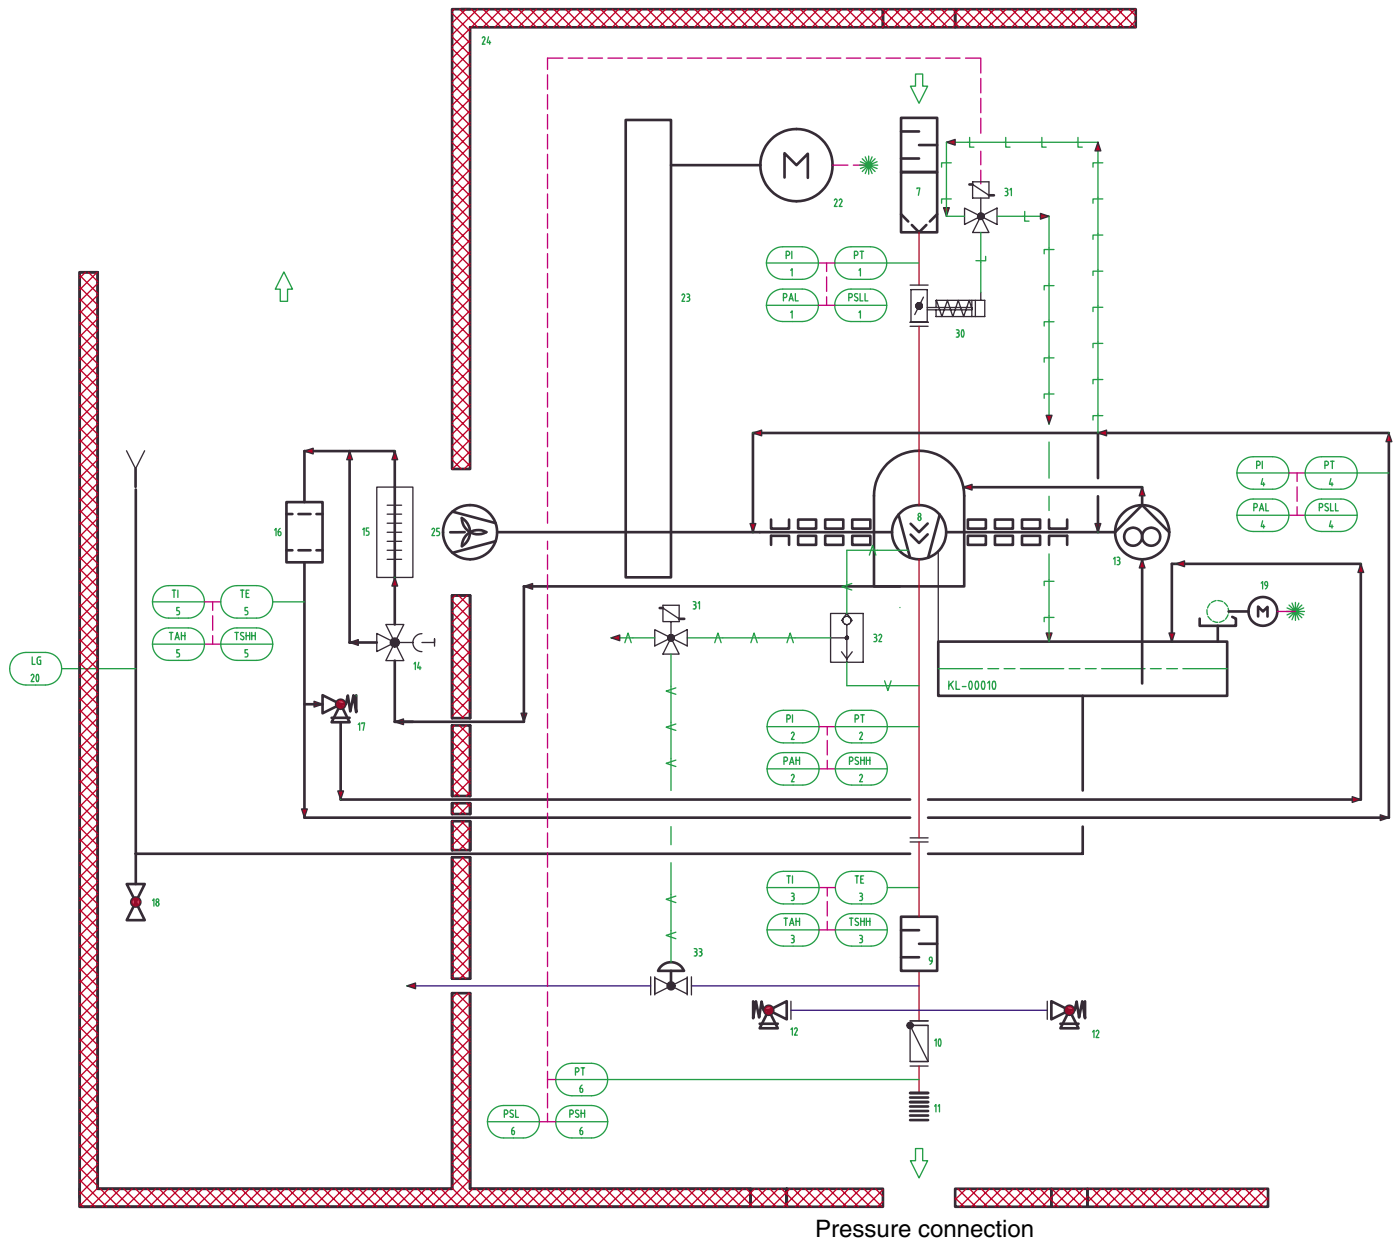 24
M
22
7
31
23
PI
1
PT
1
PAL
1
PSLL
1
30
PI
4
PT
4
PAL
4
PSLL
4
16
15
25
8
13
TI
5
TE
5
TAH
5
TSHH
5
31
32
19
M
LG
20
14
KL-00010
17
PI
2
PT
2
PAH
2
PSHH
2
TI
3
TE
3
TAH
3
TSHH
3
18
33
9
12
12
10
PT
6
PSL
6
PSH
6
11
Pressure connection